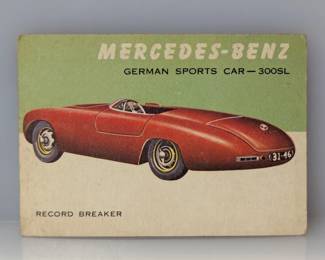 MERCEDES-BENZ
GERMAN SPORTS CAR—300SL
RECORD BREAKER